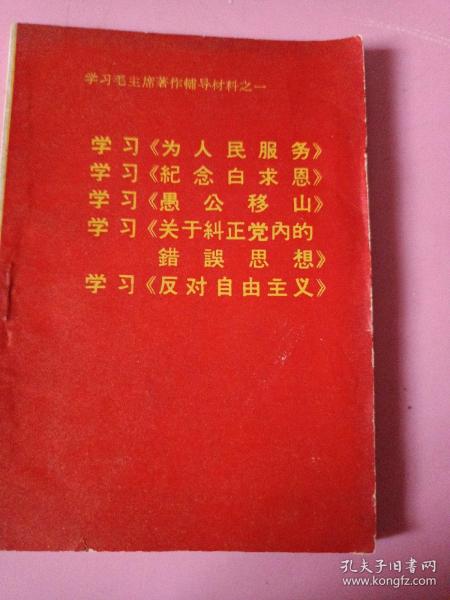 学习毛主席著作輔导材料之一
学习《为人民服务》
学习《紀念白求恩》
学习《愚公移山》
学习《关于糾正党內的
錯誤思想》
学习《反对自由主义》
孔夫子旧书网
www.kongfz.com